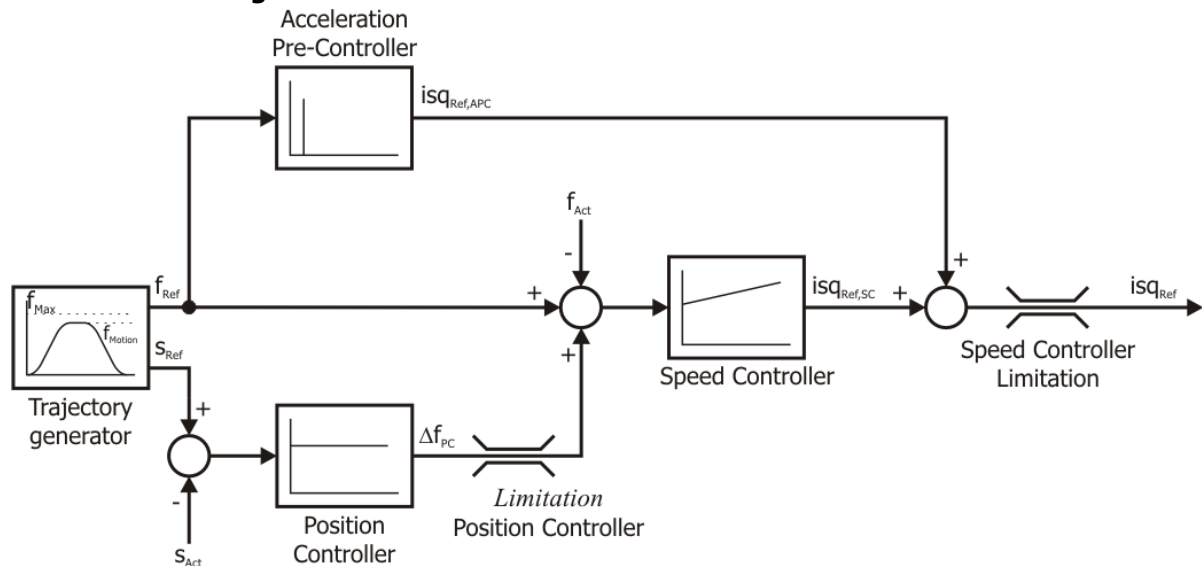 Acceleration
Pre-Controller
isqRef,APC
fAct
-
+
fRef
fMax
fMotion
+
isqRef,SC
+
isqRef
sRef
+
Speed Controller
Speed Controller
Limitation
Trajectory
generator
+
ΔfPC
-
Limitation
Position Controller
Position
Controller
sAct